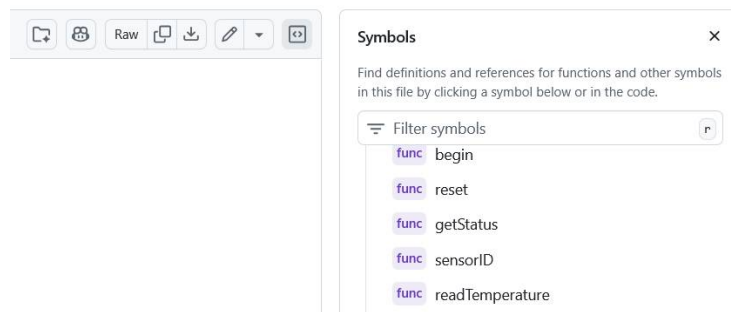 Raw
Symbols
Find definitions and references for functions and other symbols
in this file by clicking a symbol below or in the code.
Filter symbols r
func begin
func reset
func getStatus
func sensorID
func readTemperature